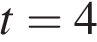 t = 4